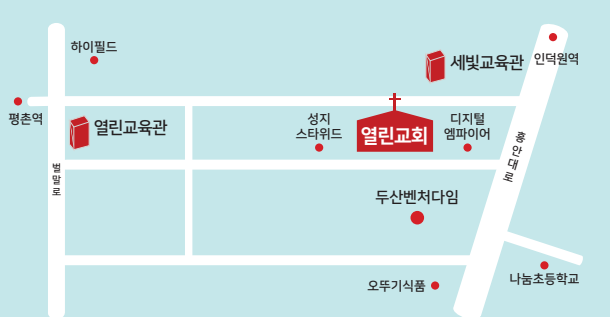 하이필드
세빛교육관
인덕원역
평촌역
열린교육관
성지
스타위드
열린교회
디지털
엠파이어
홍안대로
벌말로
두산벤처다임
오뚜기식품
나눔초등학교